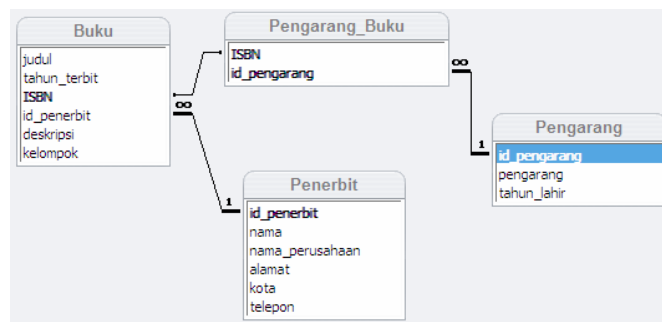 Buku
judul
tahun_terbit
ISBN
id_penerbit
deskripsi
kelompok
∞
Pengarang_Buku
ISBN
id_pengarang
∞
1
Pengarang
id_pengarang
pengarang
tahun_lahir
1
Penerbit
id_penerbit
nama
nama_perusahaan
alamat
kota
telepon